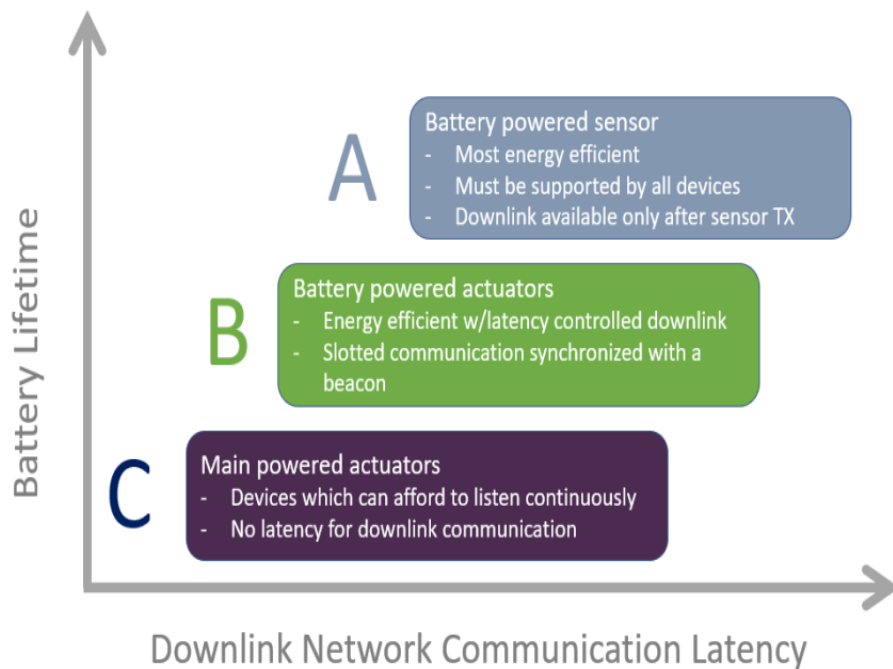 Battery Lifetime
A
Battery powered sensor
- Most energy efficient
- Must be supported by all devices
- Downlink available only after sensor TX
B
Battery powered actuators
- Energy efficient w/latency controlled downlink
- Slotted communication synchronized with a
beacon
C
Main powered actuators
- Devices which can afford to listen continuously
- No latency for downlink communication
Downlink Network Communication Latency